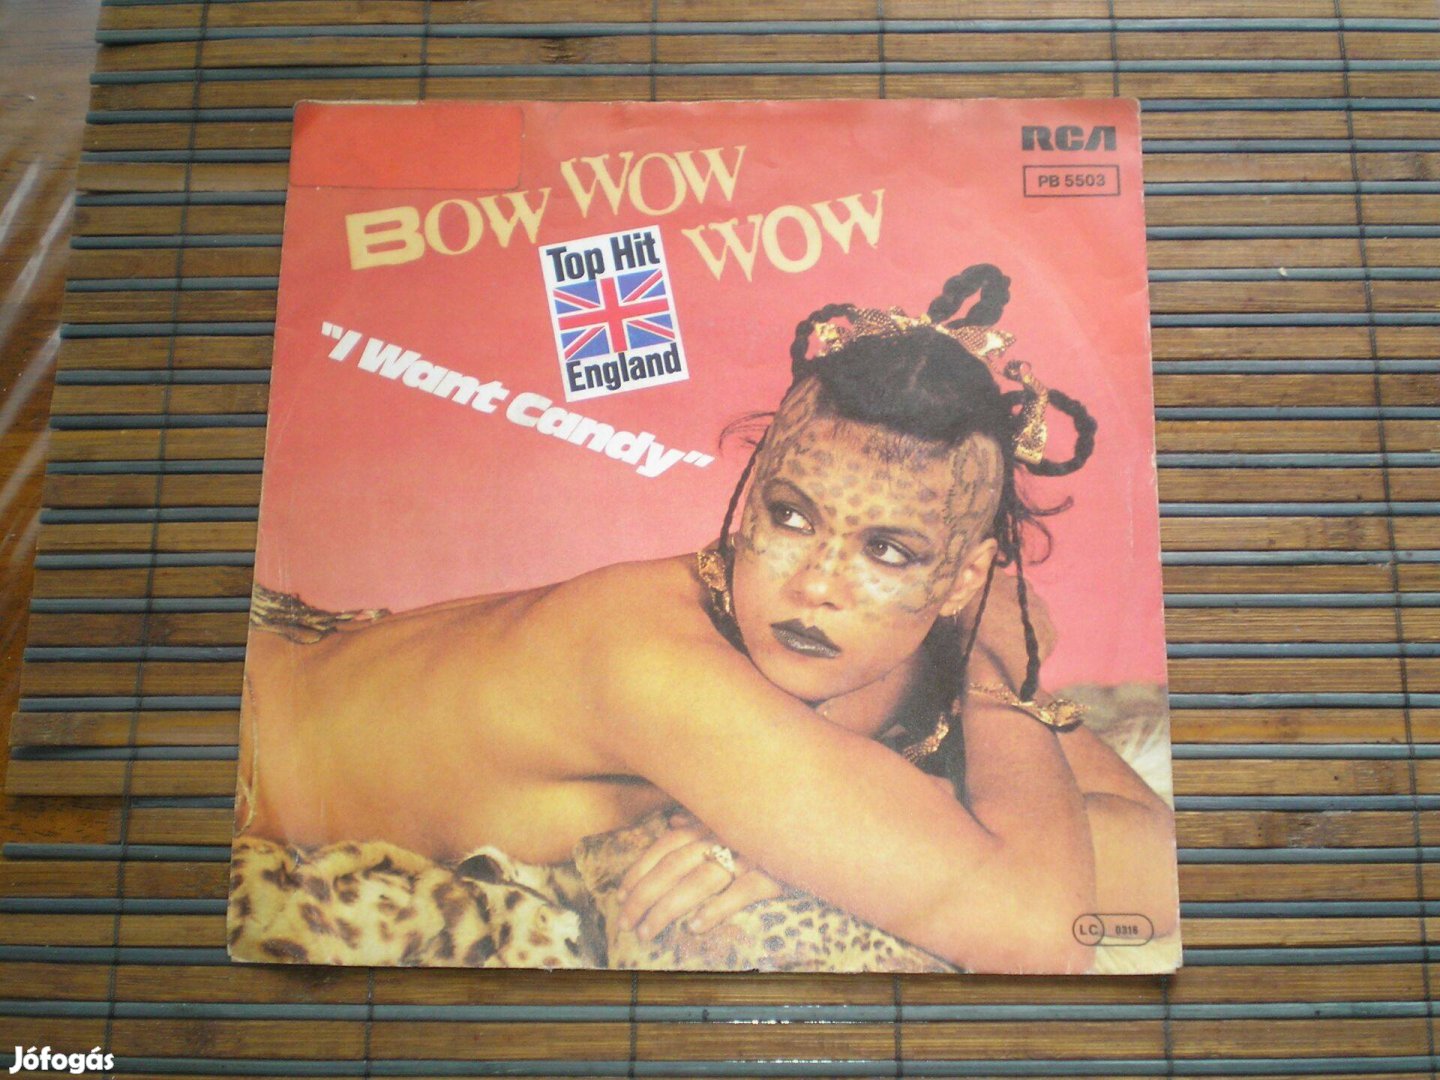 RCA
PB 5503
BOW WOW WOW
Top Hit
England
"I Want Candy"
LC 0316
Jófogás